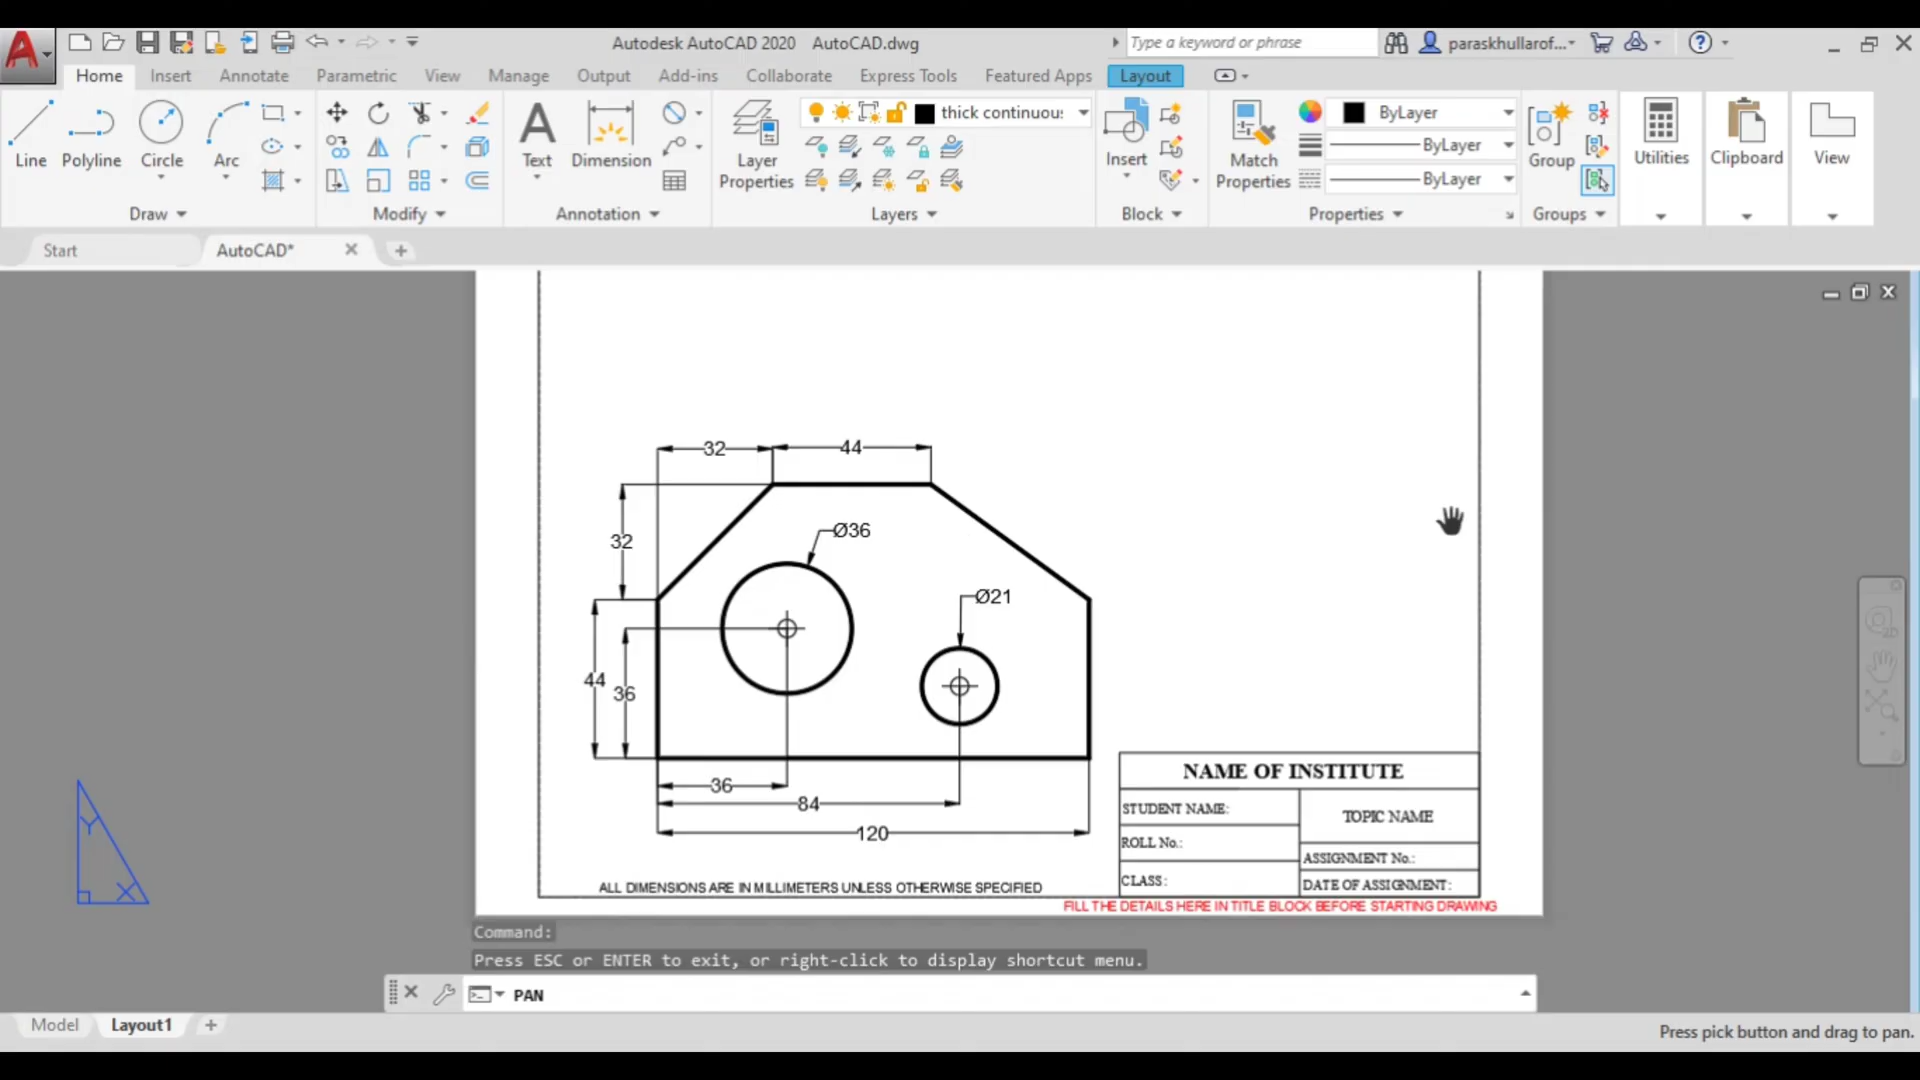 Autodesk AutoCAD 2020 AutoCAD.dwg
Type a keyword or phrase
paraskhullarof...
Home Insert Annotate Parametric View Manage Output Add-ins Collaborate Express Tools Featured Apps Layout
Line Polyline Circle Arc
Text Dimension
Layer Properties
thick continuou:
Insert
Match Properties
ByLayer
ByLayer
ByLayer
Group
Utilities
Clipboard
View
Draw Modify Annotation Layers Block Properties Groups
Start AutoCAD*
32 44
Ø36
32
Ø21
44 36
36
84
120
NAME OF INSTITUTE
STUDENT NAME:
TOPIC NAME
ROLL No.:
ASSIGNMENT No.:
CLASS:
DATE OF ASSIGNMENT:
ALL DIMENSIONS ARE IN MILLIMETERS UNLESS OTHERWISE SPECIFIED
FILL THE DETAILS HERE IN TITLE BLOCK BEFORE STARTING DRAWING
Y
X
Command:
Press ESC or ENTER to exit, or right-click to display shortcut menu.
PAN
Model Layout1
Press pick button and drag to pan.